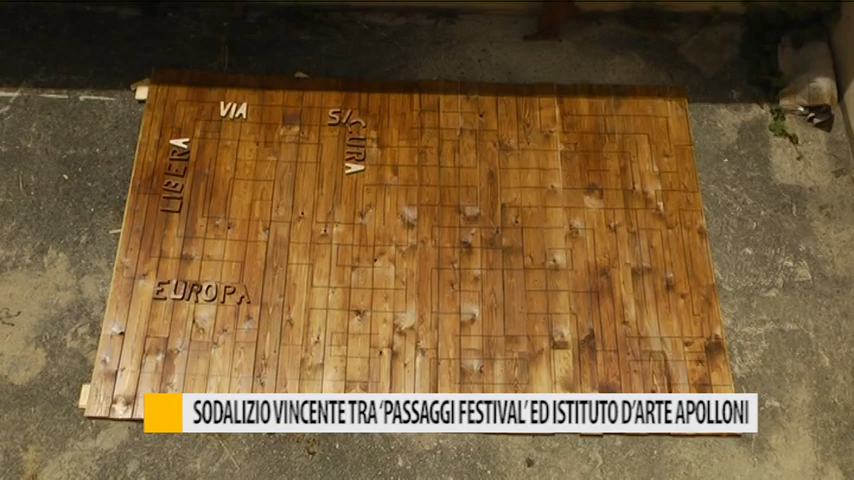 VIA
SICURA
LIBERA
EUROPA
SODALIZIO VINCENTE TRA 'PASSAGGI FESTIVAL' ED ISTITUTO D'ARTE APOLLONI